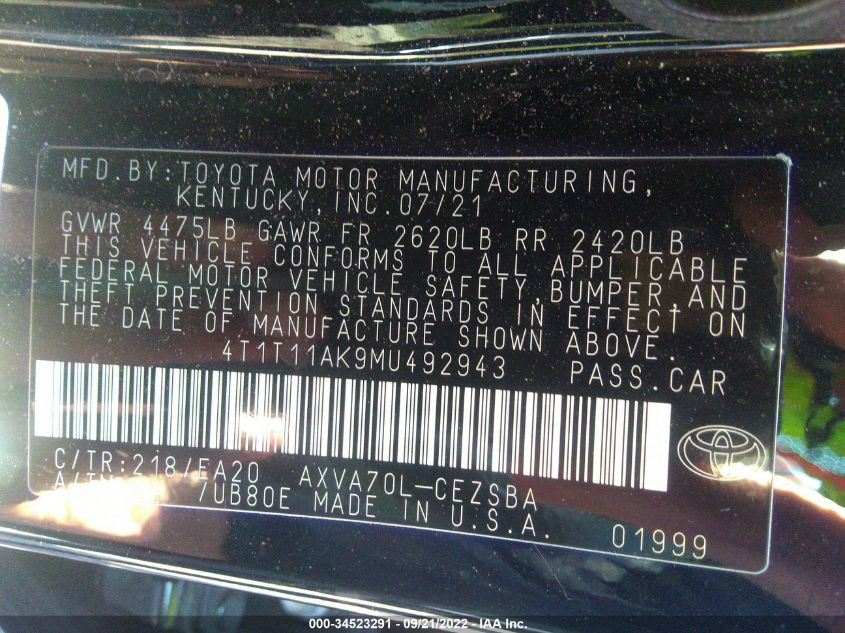 MFD.BY:TOYOTA MOTOR MANUFACTURING,
KENTUCKY,INC.07/21
GVWR 4475LB GAWR FR 2620LB RR 2420LB
THIS VEHICLE CONFORMS TO ALL APPLICABLE
FEDERAL MOTOR VEHICLE SAFETY,BUMPER,AND
THEFT PREVENTION STANDARDS IN EFFECT ON
THE DATE OF MANUFACTURE SHOWN ABOVE.
4T1T11AK9MU492943 PASS.CAR
C/TR:218/EA20 AXVA70L-CEZSBA
/UB80E MADE IN U.S.A.
01999
000-34523291 - 09/21/2022 - IAA Inc.